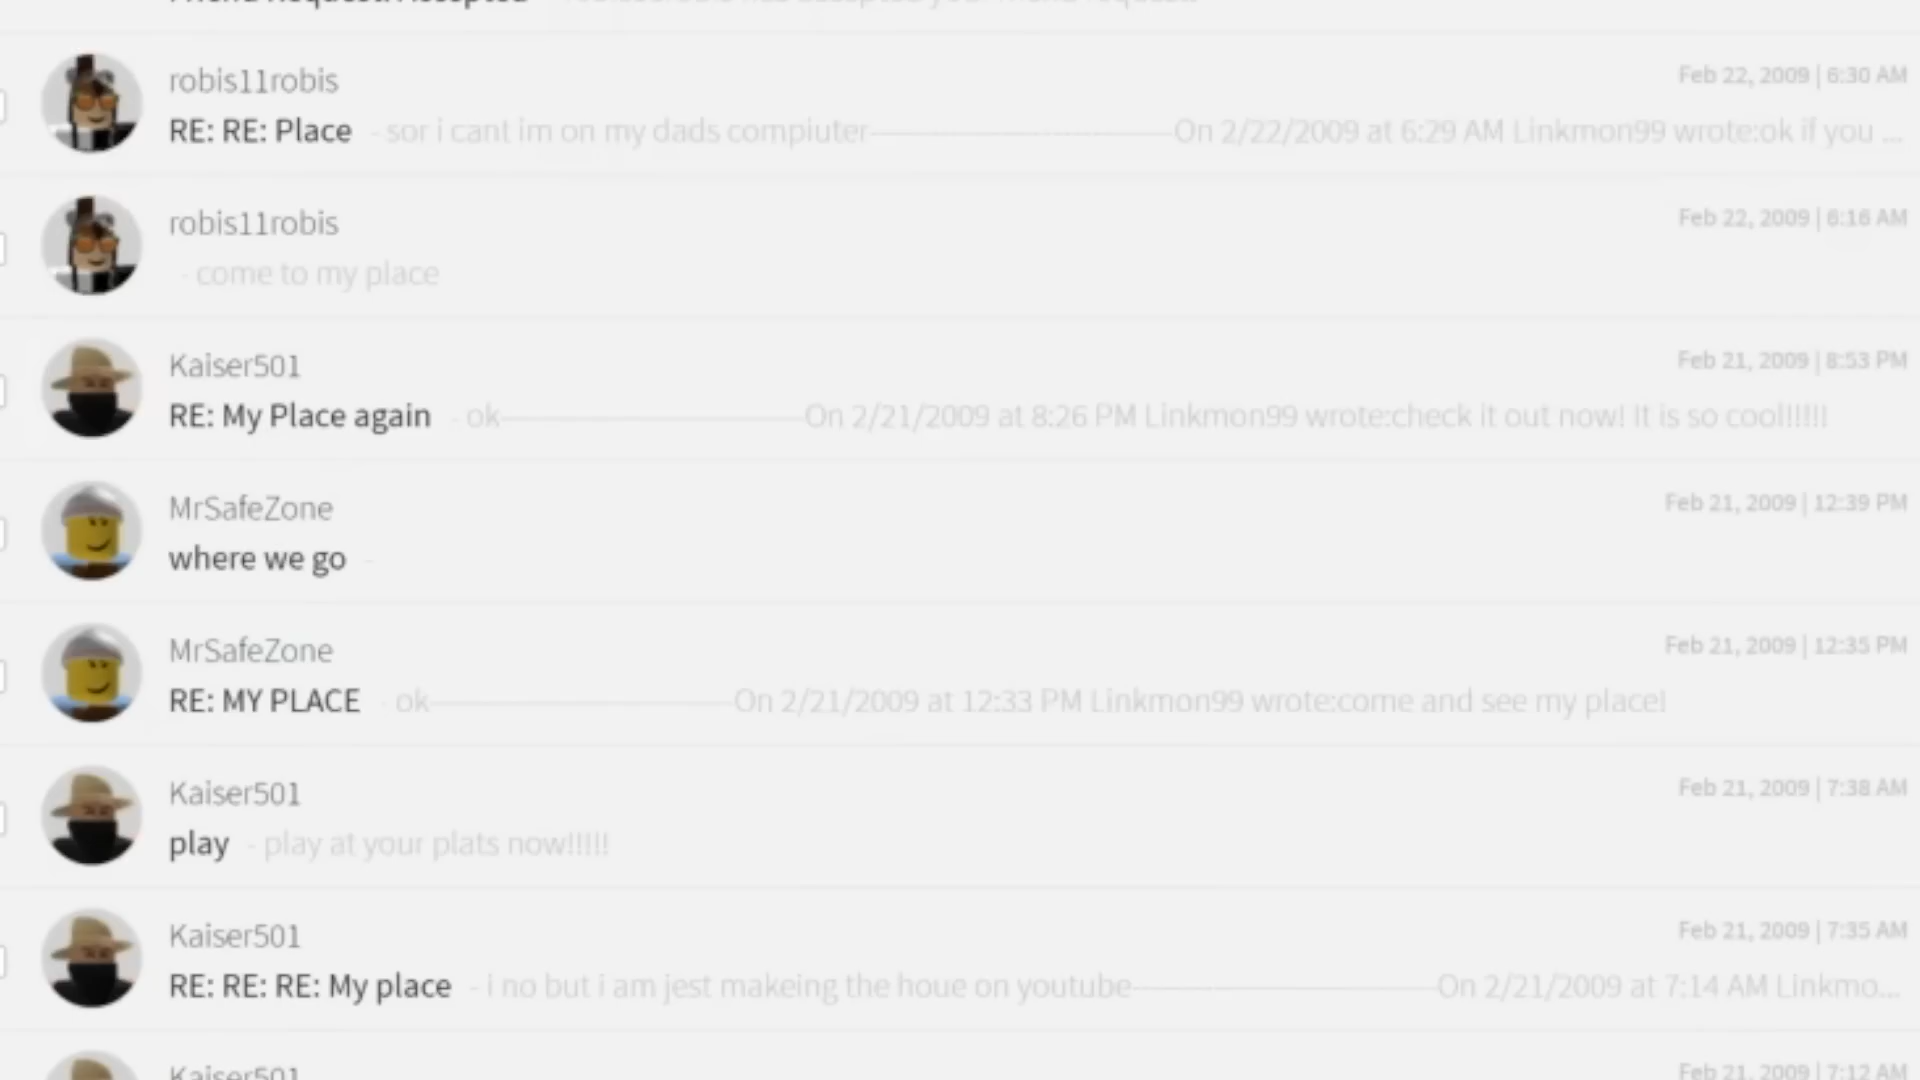 robis11robis
Feb 22, 2009 | 6:30 AM
RE: RE: Place - sor i cant im on my dads compiuter------------------------------On 2/22/2009 at 6:29 AM Linkmon99 wrote:ok if you ...
robis11robis
Feb 22, 2009 | 6:16 AM
- come to my place
Kaiser501
Feb 21, 2009 | 8:53 PM
RE: My Place again - ok------------------------------On 2/21/2009 at 8:26 PM Linkmon99 wrote:check it out now! It is so cool!!!!!
MrSafeZone
Feb 21, 2009 | 12:39 PM
where we go -
MrSafeZone
Feb 21, 2009 | 12:35 PM
RE: MY PLACE - ok------------------------------On 2/21/2009 at 12:33 PM Linkmon99 wrote:come and see my place!
Kaiser501
Feb 21, 2009 | 7:38 AM
play - play at your plats now!!!!!
Kaiser501
Feb 21, 2009 | 7:35 AM
RE: RE: RE: My place - i no but i am jest makeing the houe on youtube------------------------------On 2/21/2009 at 7:14 AM Linkmo...
Kaiser501
Feb 21, 2009 | 7:12 AM